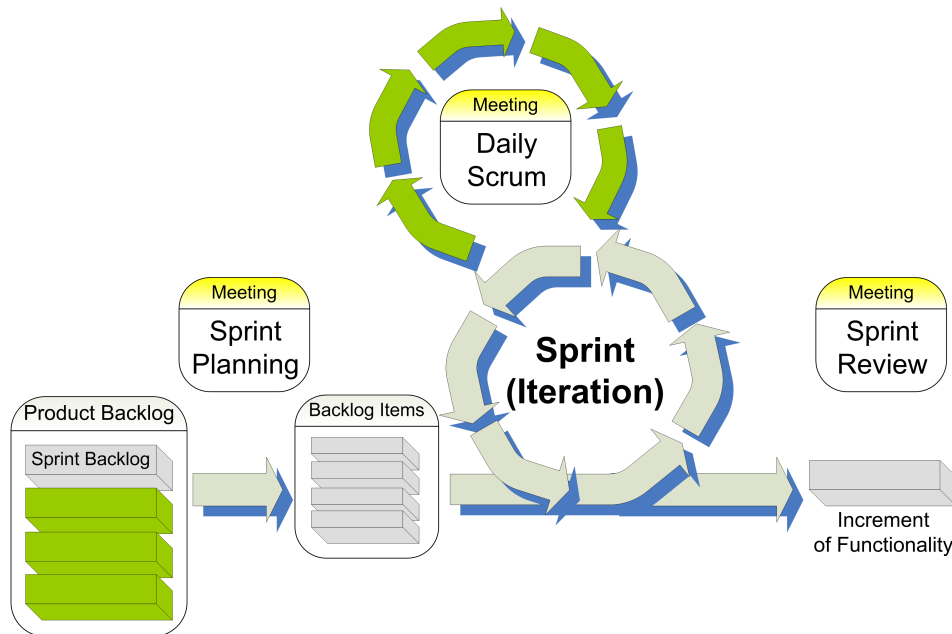 Meeting
Daily
Scrum
Meeting
Sprint
Planning
Sprint
(Iteration)
Meeting
Sprint
Review
Product Backlog
Sprint Backlog
Backlog Items
Increment
of Functionality